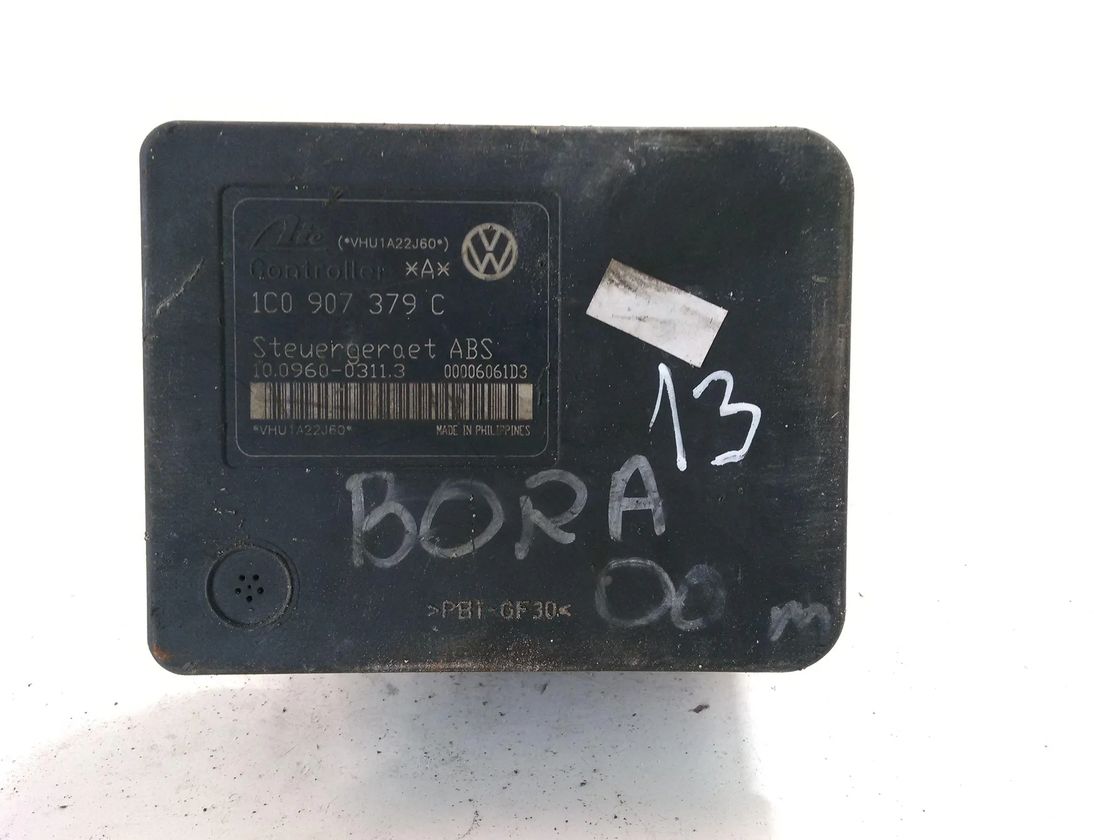 Ate (*VHU1A22J60*)
Controller *A*
1C0 907 379 C
Steuergeraet ABS
10.0960-0311.3 00006061D3
*VHU1A22J60* MADE IN PHILIPPINES
13
BORA
00
>PBT-GF30<
m